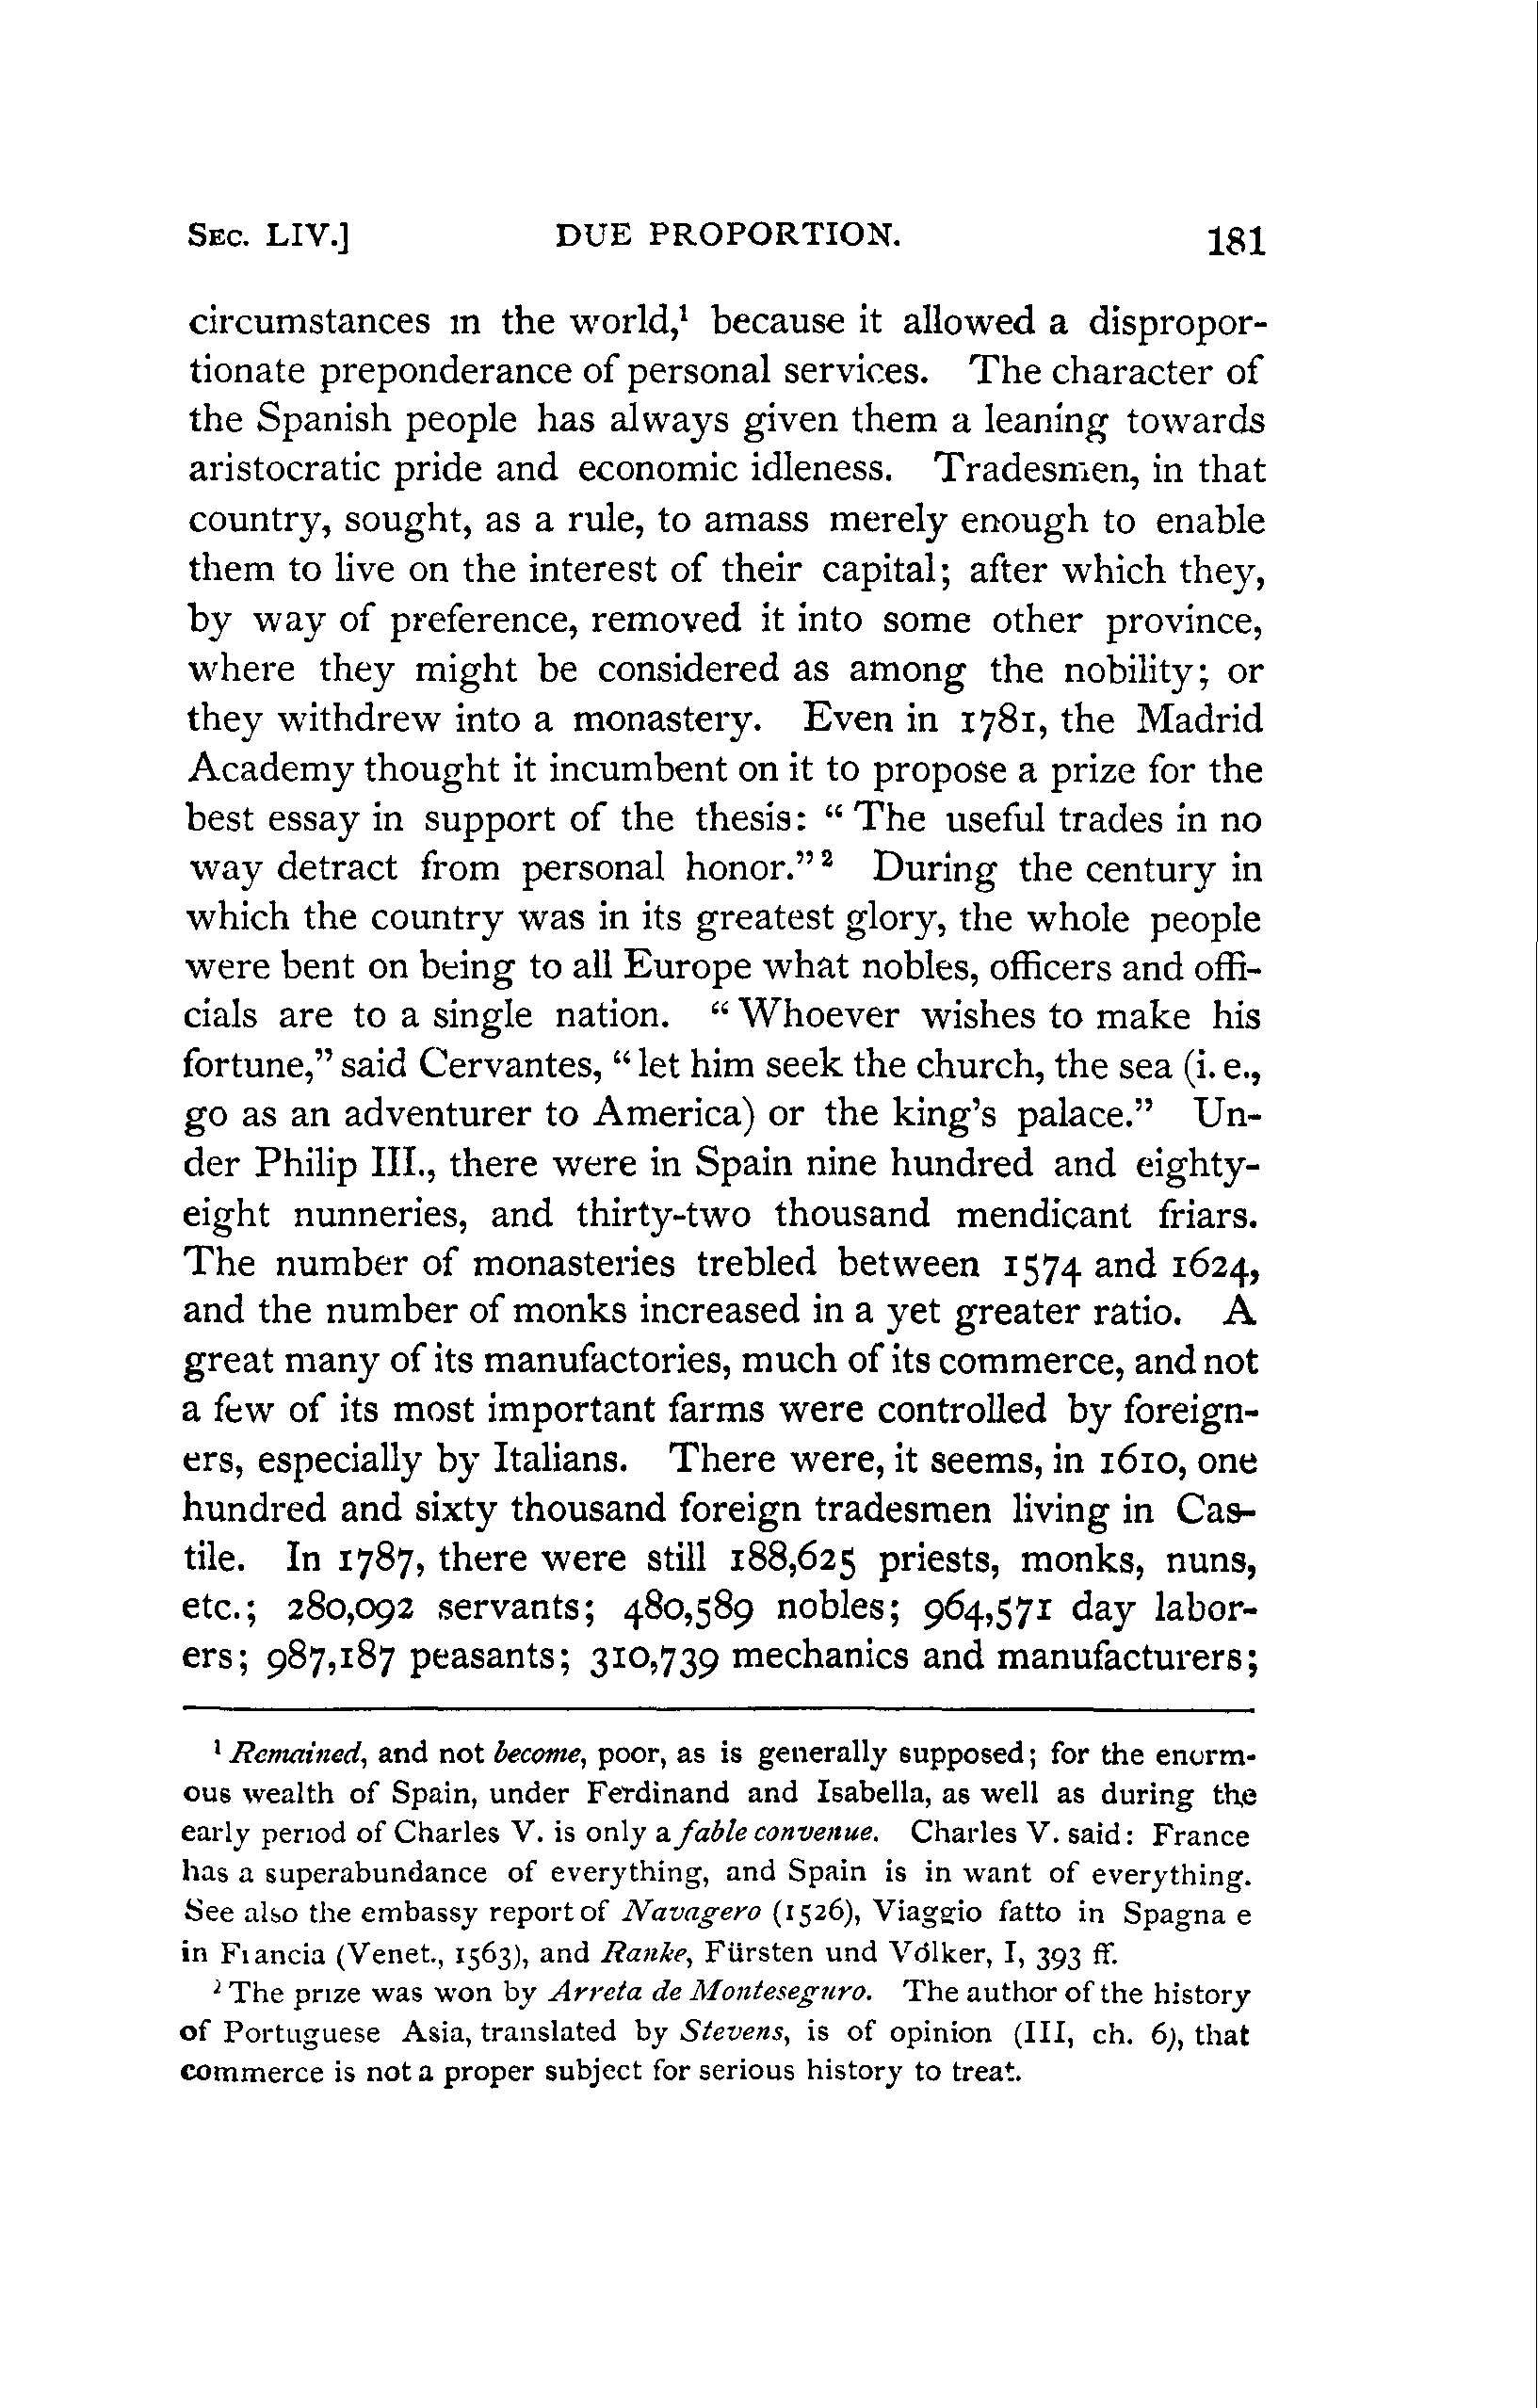 SEC. LIV.] DUE PROPORTION. 181
circumstances in the world,¹ because it allowed a dispropor-
tionate preponderance of personal services. The character of
the Spanish people has always given them a leaning towards
aristocratic pride and economic idleness. Tradesmen, in that
country, sought, as a rule, to amass merely enough to enable
them to live on the interest of their capital; after which they,
by way of preference, removed it into some other province,
where they might be considered as among the nobility; or
they withdrew into a monastery. Even in 1781, the Madrid
Academy thought it incumbent on it to propose a prize for the
best essay in support of the thesis: “ The useful trades in no
way detract from personal honor.” ² During the century in
which the country was in its greatest glory, the whole people
were bent on being to all Europe what nobles, officers and offi-
cials are to a single nation. “ Whoever wishes to make his
fortune,” said Cervantes, “ let him seek the church, the sea (i. e.,
go as an adventurer to America) or the king’s palace.” Un-
der Philip III., there were in Spain nine hundred and eighty-
eight nunneries, and thirty-two thousand mendicant friars.
The number of monasteries trebled between 1574 and 1624,
and the number of monks increased in a yet greater ratio. A
great many of its manufactories, much of its commerce, and not
a few of its most important farms were controlled by foreign-
ers, especially by Italians. There were, it seems, in 1610, one
hundred and sixty thousand foreign tradesmen living in Cas-
tile. In 1787, there were still 188,625 priests, monks, nuns,
etc.; 280,092 servants; 480,589 nobles; 964,571 day labor-
ers; 987,187 peasants; 310,739 mechanics and manufacturers;
¹ Remained, and not become, poor, as is generally supposed; for the enorm-
ous wealth of Spain, under Ferdinand and Isabella, as well as during the
early period of Charles V. is only a fable convenue. Charles V. said: France
has a superabundance of everything, and Spain is in want of everything.
See also the embassy report of Navagero (1526), Viaggio fatto in Spagna e
in Francia (Venet., 1563), and Ranke, Fürsten und Völker, I, 393 ff.
² The prize was won by Arreta de Monteseguro. The author of the history
of Portuguese Asia, translated by Stevens, is of opinion (III, ch. 6), that
commerce is not a proper subject for serious history to treat.